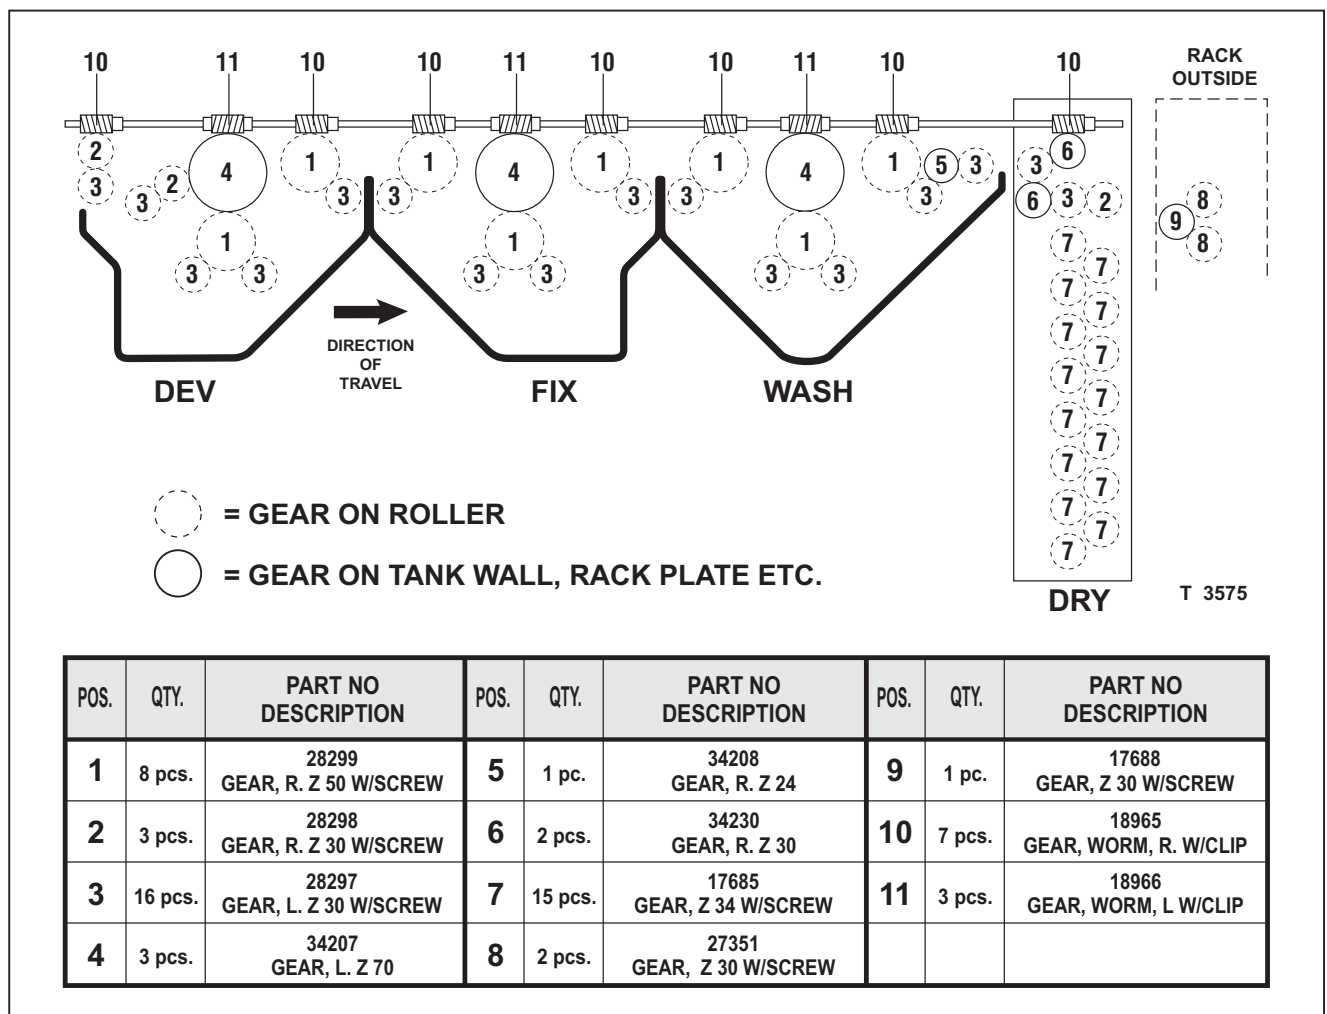 10 11 10 10 11 10 10 11 10 10
RACK
OUTSIDE
2 4 1 1 4 1 1 4 1 5 3 3 6
3 3 2 3 3 3 3 3 6 3 2 8
9
1 1 1 7 8
3 3 3 3 3 3 7
7
7
7
7
7
7
7
7
7
7
7
7
7
DIRECTION
OF
TRAVEL
DEV FIX WASH
= GEAR ON ROLLER
= GEAR ON TANK WALL, RACK PLATE ETC.
DRY
T 3575
POS. QTY. PART NO
DESCRIPTION
POS. QTY. PART NO
DESCRIPTION
POS. QTY. PART NO
DESCRIPTION
1 8 pcs. 28299
GEAR, R. Z 50 W/SCREW
5 1 pc. 34208
GEAR, R. Z 24
9 1 pc. 17688
GEAR, Z 30 W/SCREW
2 3 pcs. 28298
GEAR, R. Z 30 W/SCREW
6 2 pcs. 34230
GEAR, R. Z 30
10 7 pcs. 18965
GEAR, WORM, R. W/CLIP
3 16 pcs. 28297
GEAR, L. Z 30 W/SCREW
7 15 pcs. 17685
GEAR, Z 34 W/SCREW
11 3 pcs. 18966
GEAR, WORM, L W/CLIP
4 3 pcs. 34207
GEAR, L. Z 70
8 2 pcs. 27351
GEAR, Z 30 W/SCREW